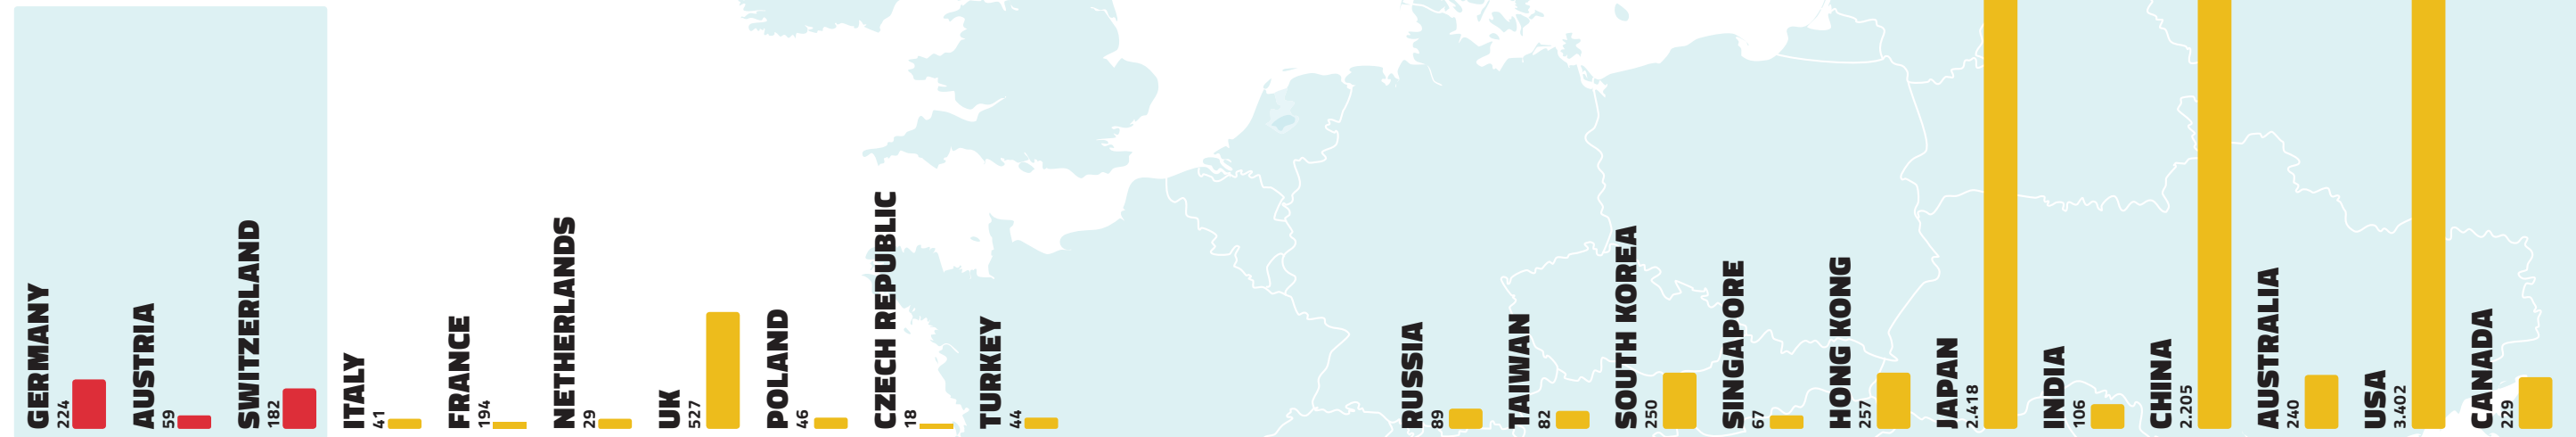 GERMANY
224
AUSTRIA
59
SWITZERLAND
182
ITALY
41
FRANCE
194
NETHERLANDS
29
UK
527
POLAND
46
CZECH REPUBLIC
18
TURKEY
44
RUSSIA
89
TAIWAN
82
SOUTH KOREA
250
SINGAPORE
67
HONG KONG
257
JAPAN
2.418
INDIA
106
CHINA
2.205
AUSTRALIA
240
USA
3.402
CANADA
229